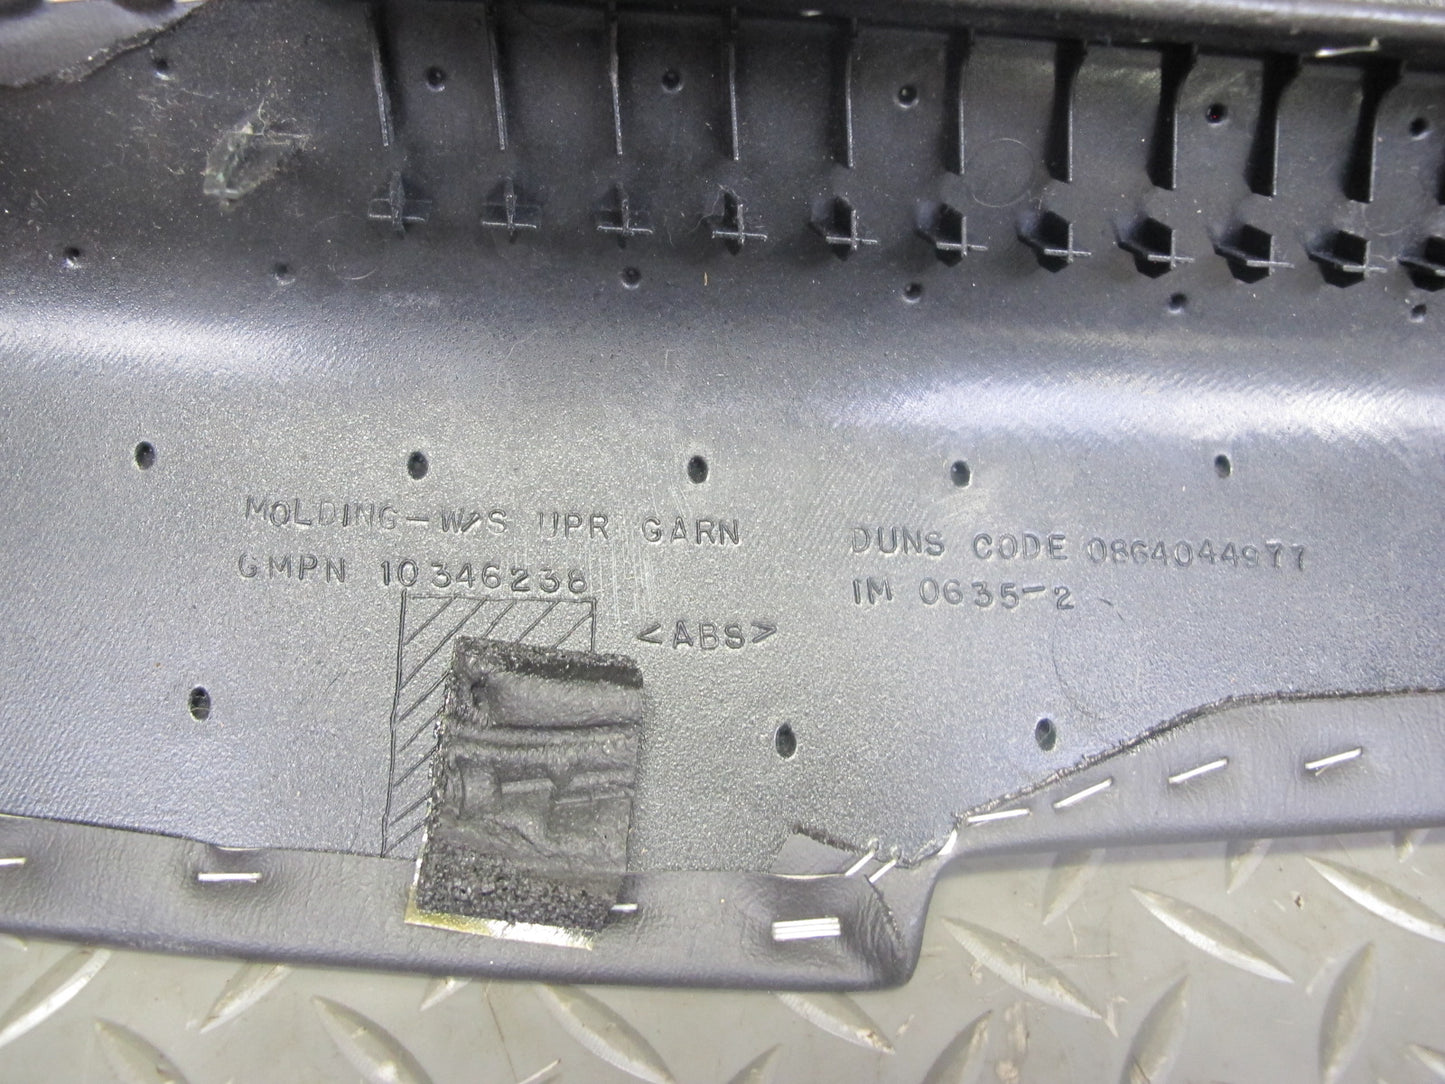 MOLDING-W/S UPR GARN
GMPN 10346238
<ABS>
DUNS CODE 0864044977
IM 0635-2